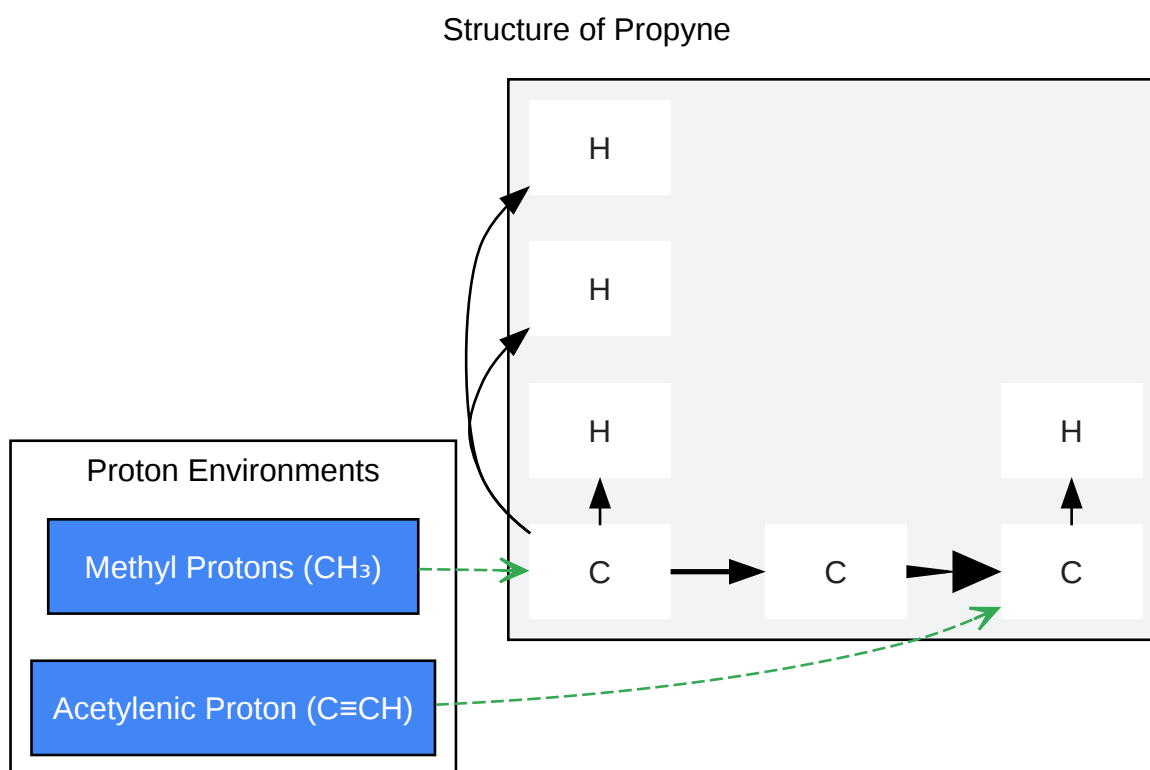 Structure of Propyne
H
H
H
H
Proton Environments
Methyl Protons (CH₃)
C
C
C
Acetylenic Proton (C≡CH)